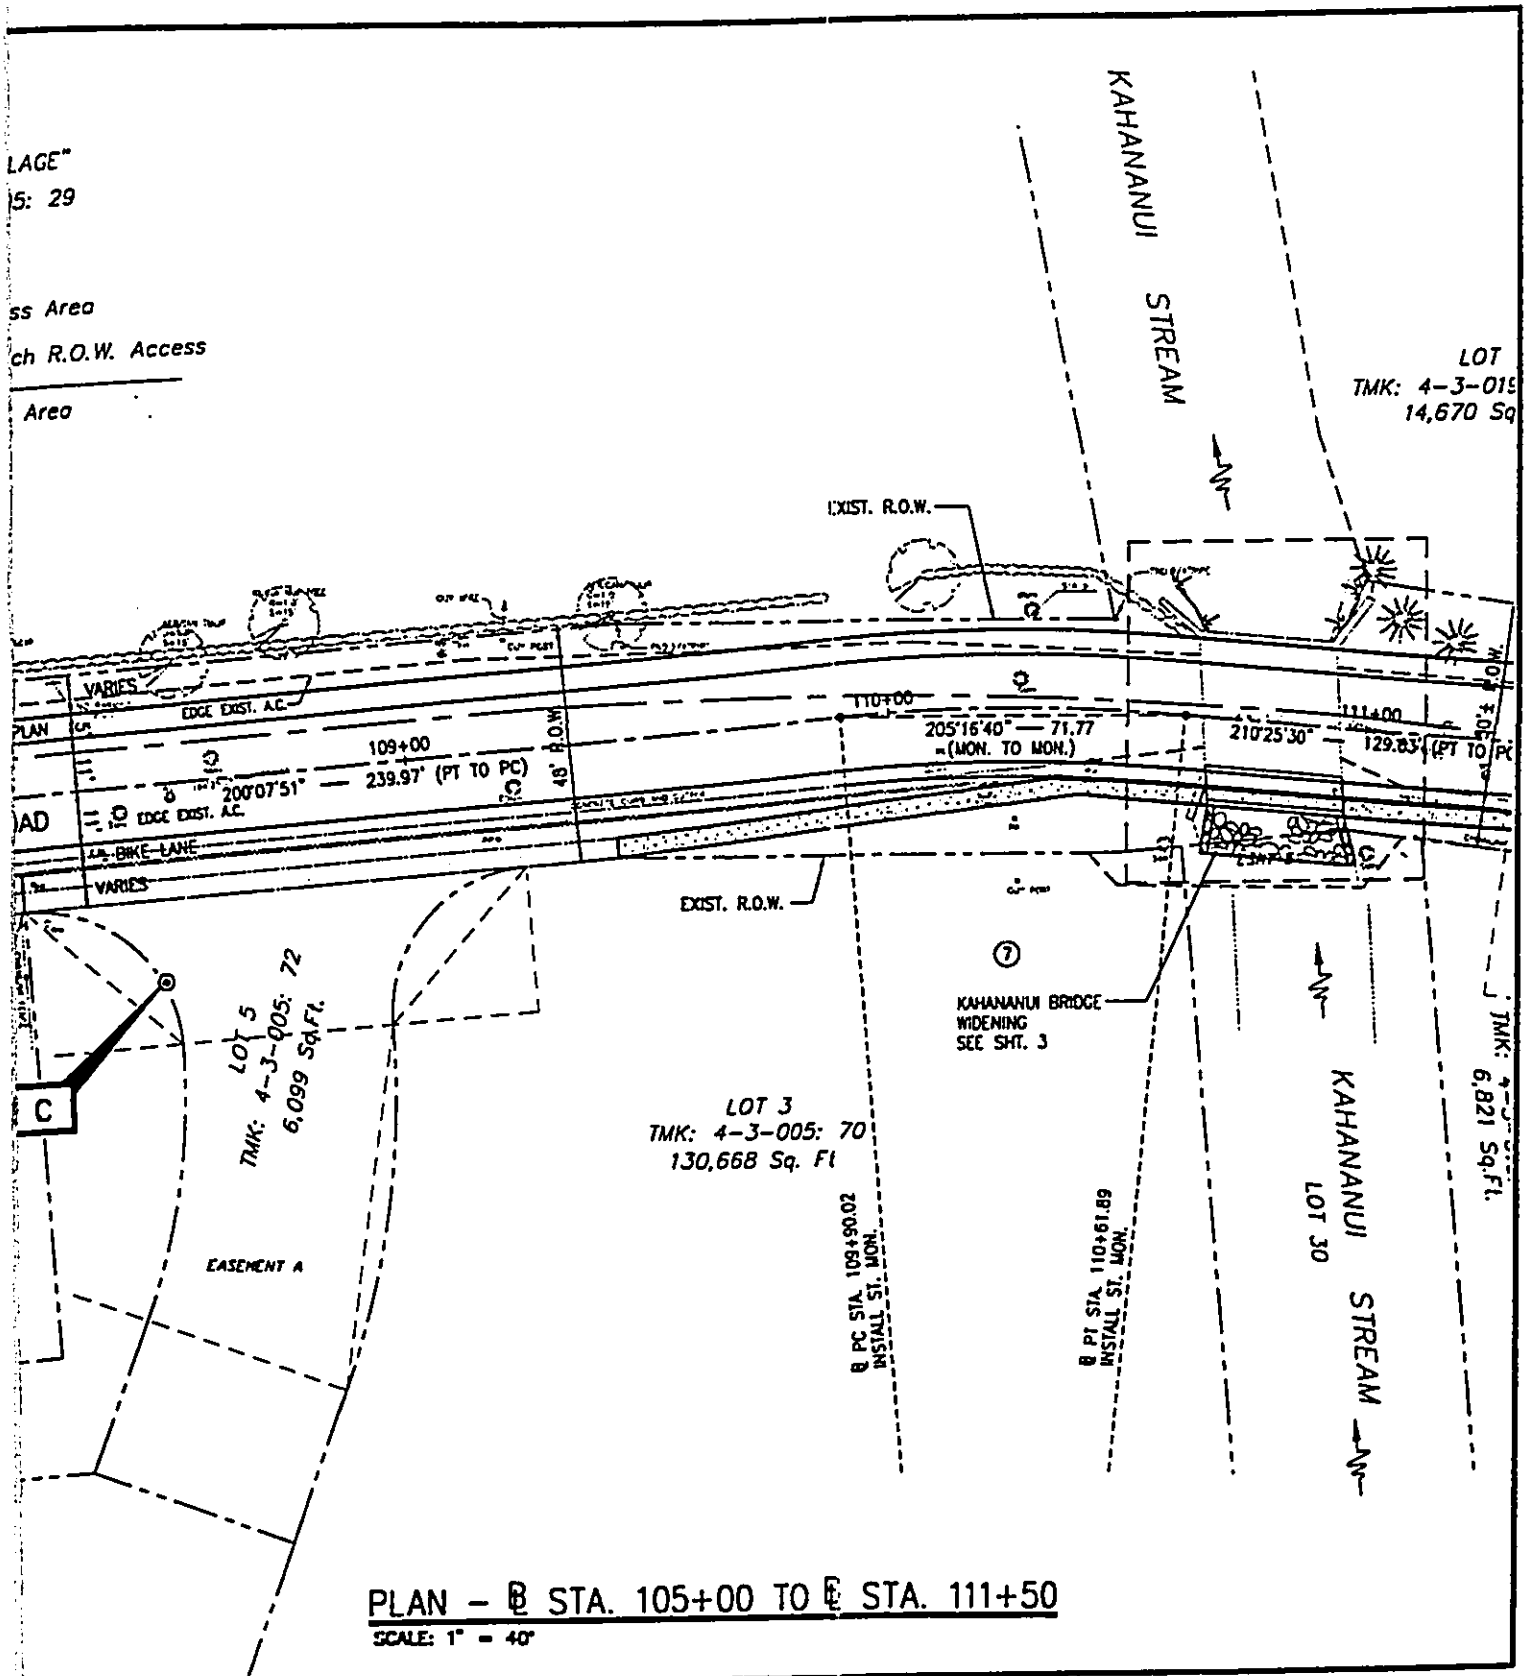 LAGE"
5: 29
ss Area
ch R.O.W. Access
Area
KAHANANUI STREAM
LOT
TMK: 4-3-019
14,670 Sq
EXIST. R.O.W.
VARIES
EDGE EXIST. A.C.
PLAN
5'
11'
109+00
200°07'51" — 239.97' (PT TO PC)
48' R.O.W.
110+00
205°16'40" — 71.77
(MON. TO MON.)
111+00
210°25'30" 129.83' (PT TO PC
R.O.W.
AD
11'
EDGE EXIST. A.C.
BIKE LANE
VARIES
EXIST. R.O.W.
7
KAHANANUI BRIDGE
WIDENING
SEE SHT. 3
C
LOT 5
TMK: 4-3-005: 72
6,099 Sq.Ft.
LOT 3
TMK: 4-3-005: 70
130,668 Sq. Ft
EASEMENT A
PC STA. 109+90.02
INSTALL ST. MON.
PT STA. 110+61.89
INSTALL ST. MON.
KAHANANUI STREAM
LOT 30
TMK:
6,821 Sq.Ft.
PLAN - ℄ STA. 105+00 TO ℄ STA. 111+50
SCALE: 1" = 40'